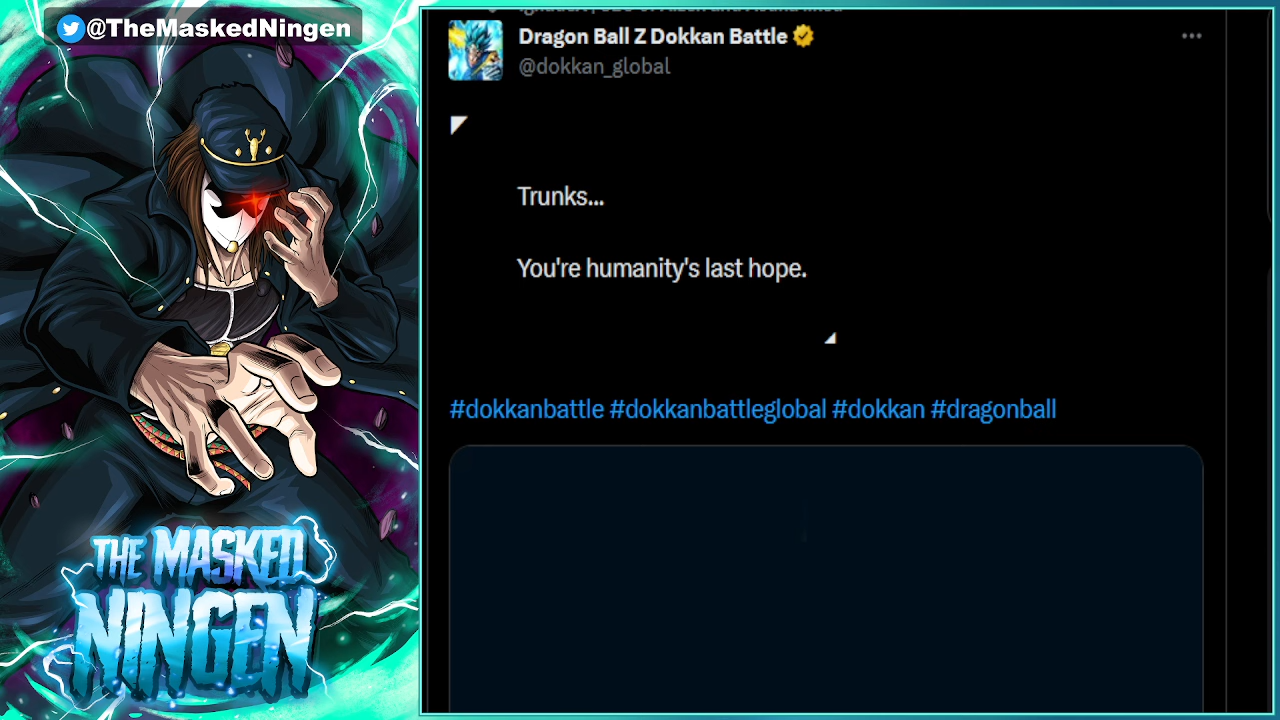 @TheMaskedNingen
Dragon Ball Z Dokkan Battle
@dokkan_global
Trunks...
You're humanity's last hope.
#dokkanbattle #dokkanbattleglobal #dokkan #dragonball
THE MASKED
NINGEN